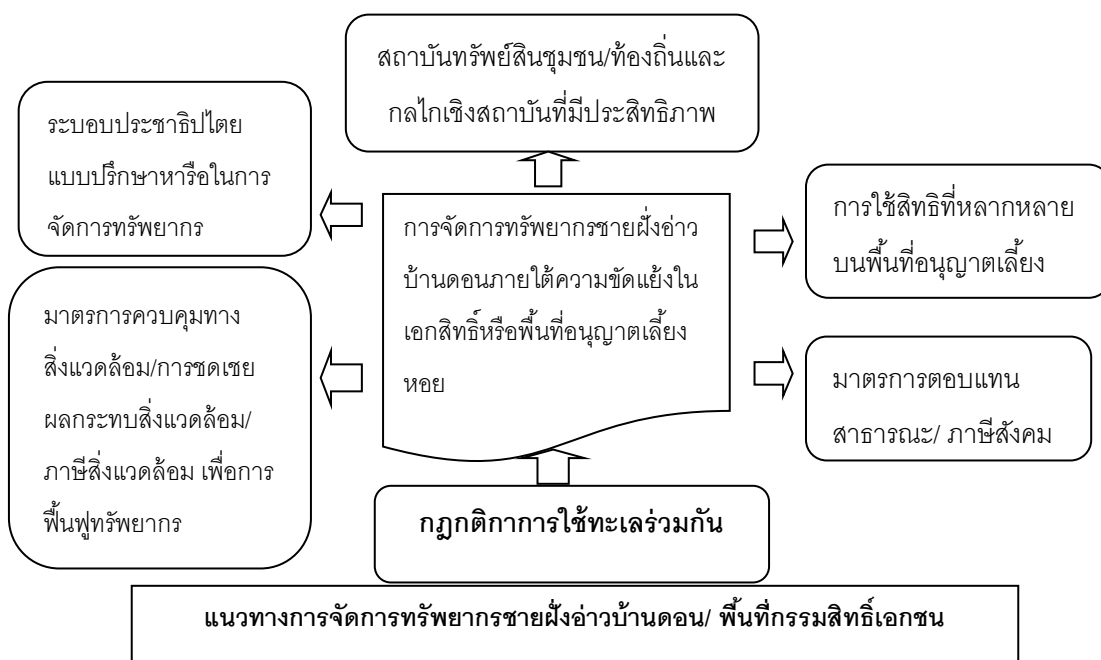 สถาบันทรัพย์สินชุมชน/ท้องถิ่นและ
กลไกเชิงสถาบันที่มีประสิทธิภาพ
ระบอบประชาธิปไตย
แบบปรึกษาหารือในการ
จัดการทรัพยากร
การจัดการทรัพยากรชายฝั่งอ่าว
บ้านดอนภายใต้ความขัดแย้งใน
เอกสิทธิ์หรือพื้นที่อนุญาตเลี้ยง
หอย
การใช้สิทธิที่หลากหลาย
บนพื้นที่อนุญาตเลี้ยง
มาตรการควบคุมทาง
สิ่งแวดล้อม/การชดเชย
ผลกระทบสิ่งแวดล้อม/
ภาษีสิ่งแวดล้อม เพื่อการ
ฟื้นฟูทรัพยากร
มาตรการตอบแทน
สาธารณะ/ ภาษีสังคม
กฎกติกาการใช้ทะเลร่วมกัน
แนวทางการจัดการทรัพยากรชายฝั่งอ่าวบ้านดอน/ พื้นที่กรรมสิทธิ์เอกชน